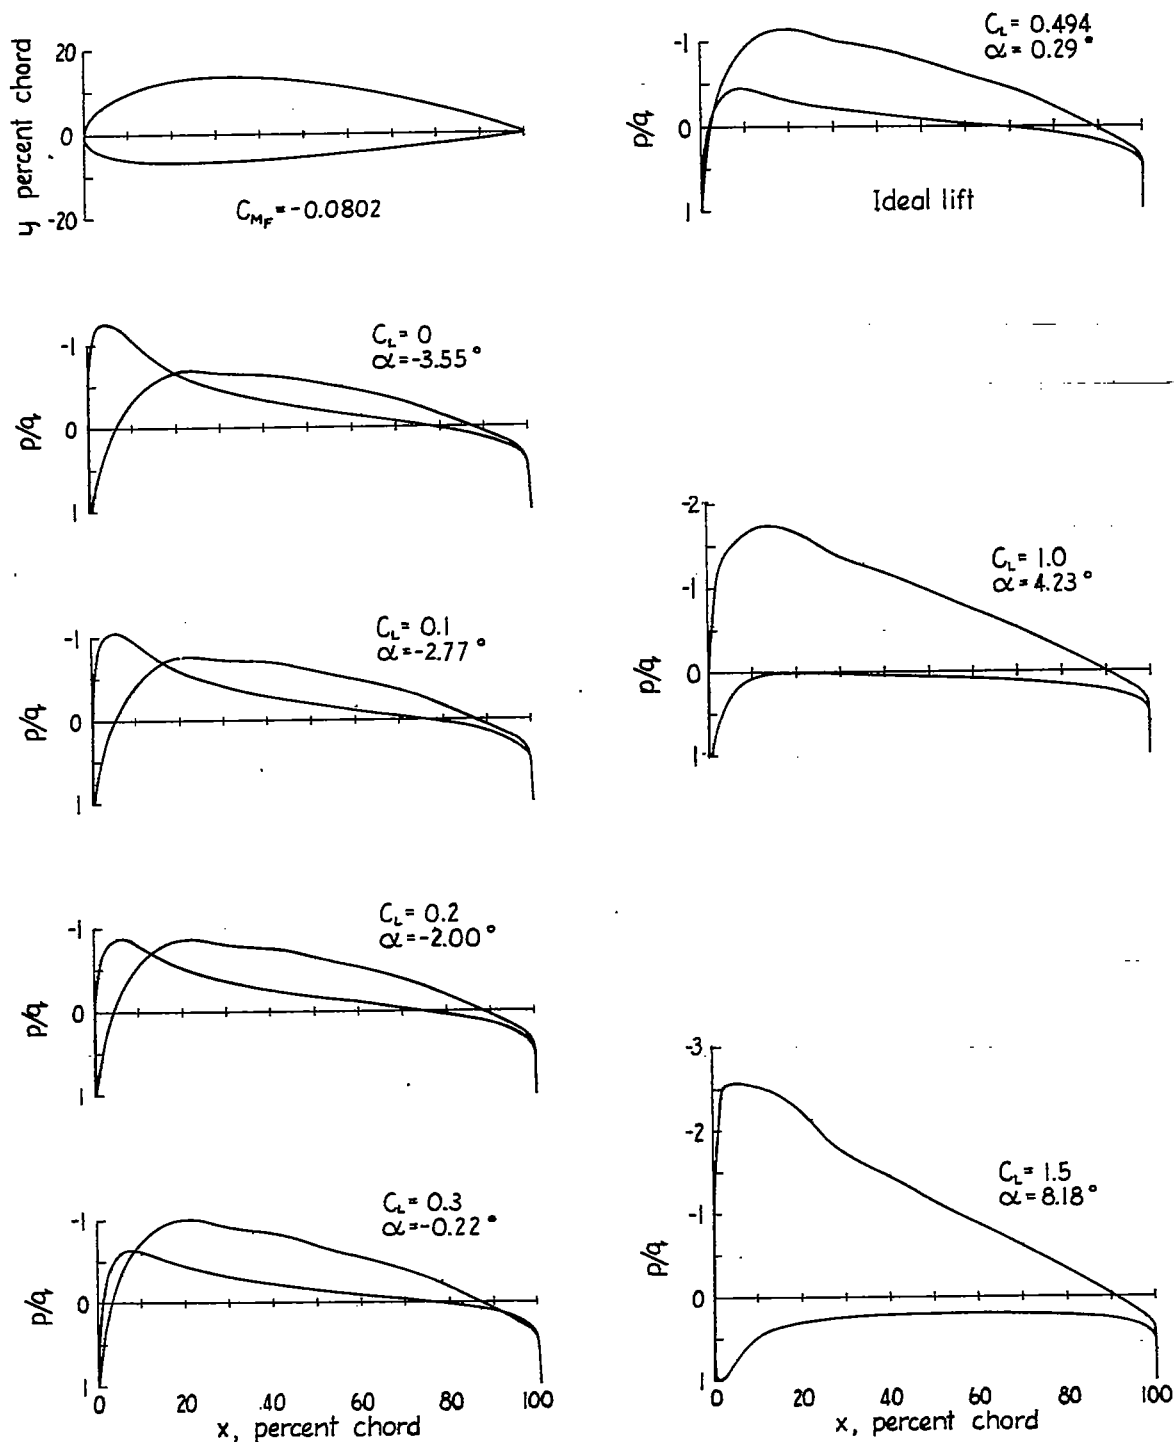 y, percent chord
20
10
0
-20
C_MF = -0.0802
p/q
-1
0
1
C_L = 0
α = -3.55°
p/q
-1
0
1
C_L = 0.1
α = -2.77°
p/q
-1
0
1
C_L = 0.2
α = -2.00°
p/q
-1
0
1
C_L = 0.3
α = -0.22°
0 20 40 60 80 100
x, percent chord
p/q
-1
0
1
C_L = 0.494
α = 0.29°
Ideal lift
p/q
-2
-1
0
1
C_L = 1.0
α = 4.23°
p/q
-3
-2
-1
0
1
C_L = 1.5
α = 8.18°
0 20 40 60 80 100
x, percent chord